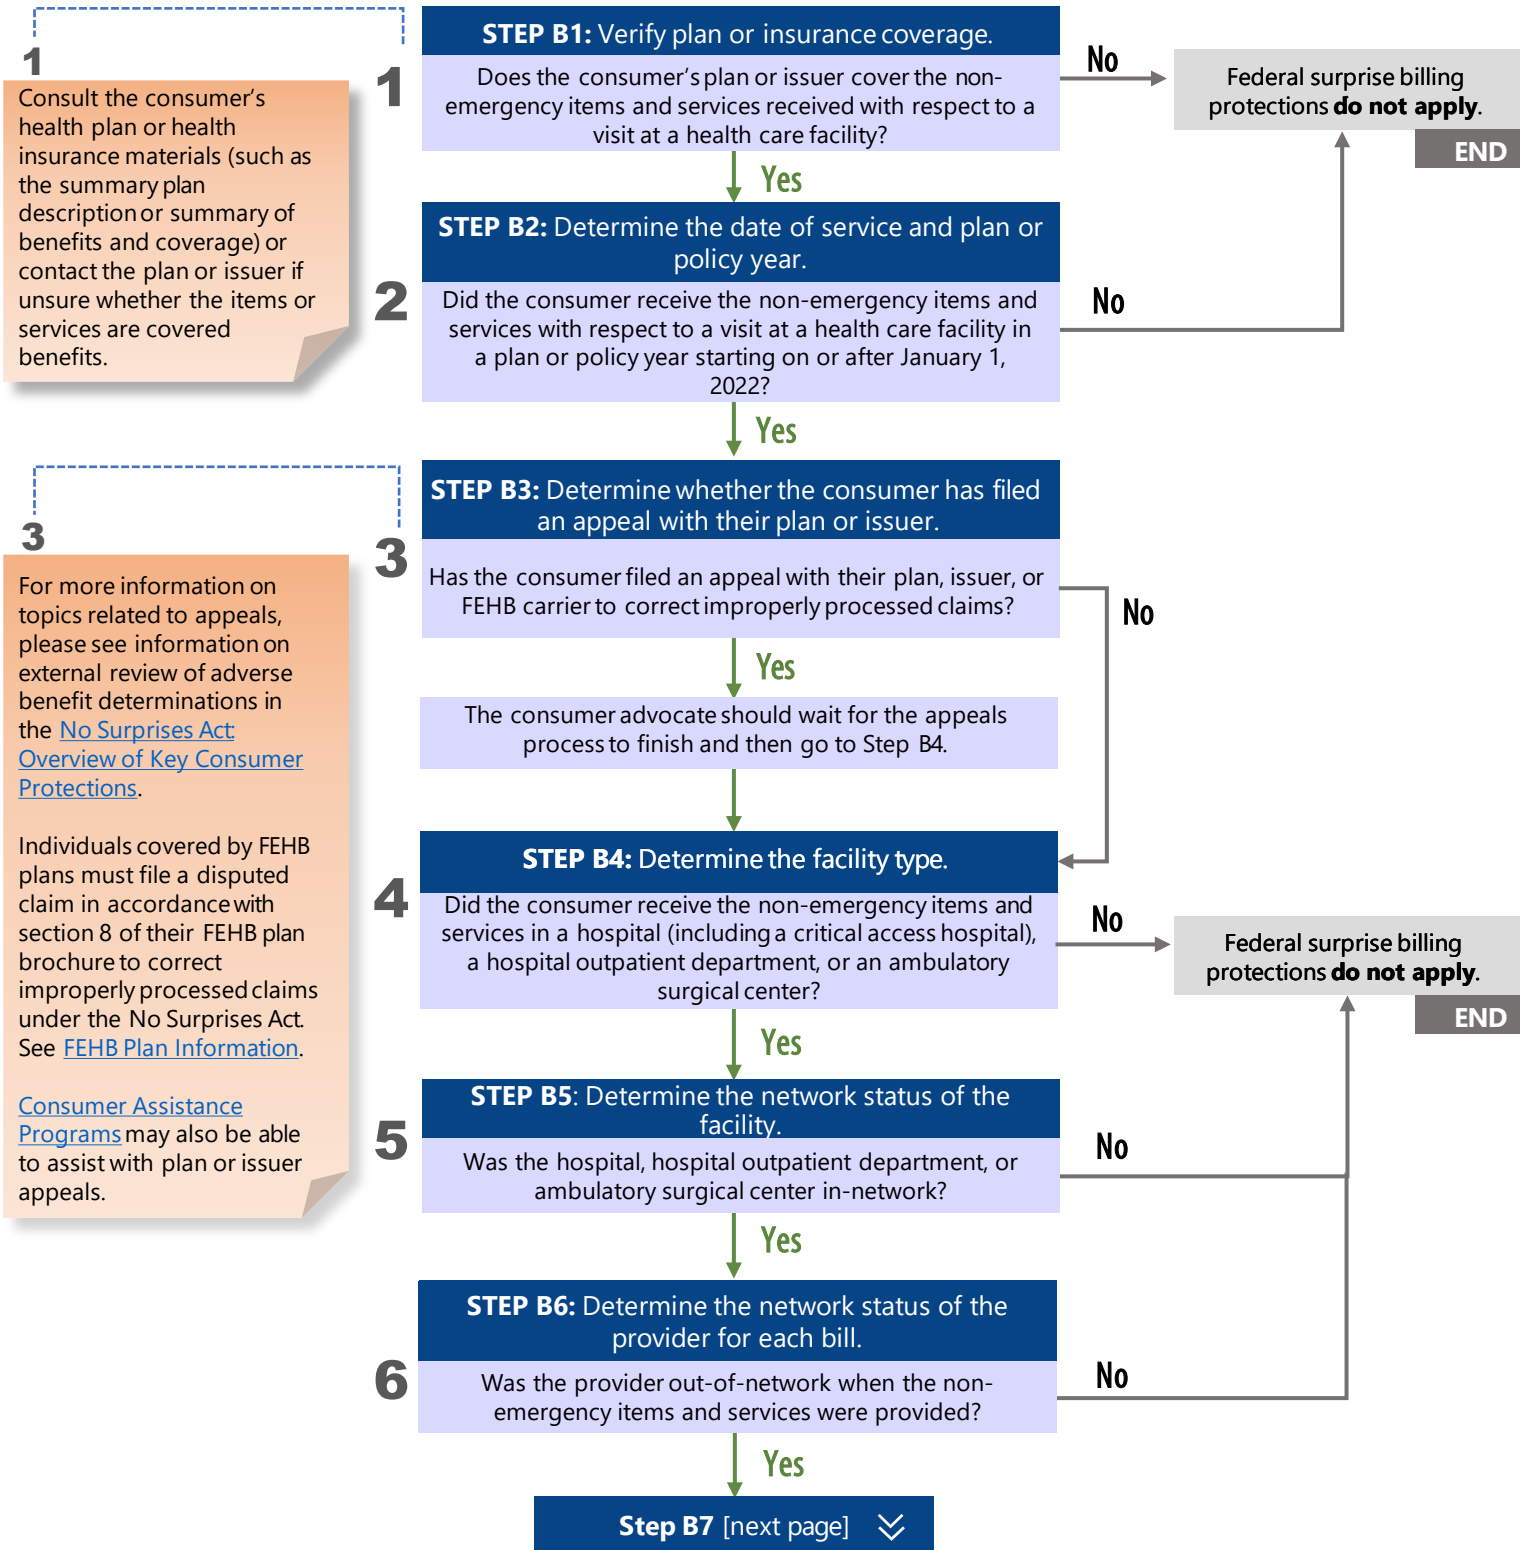 1
Consult the consumer's
health plan or health
insurance materials (such as
the summary plan
description or summary of
benefits and coverage) or
contact the plan or issuer if
unsure whether the items or
services are covered
benefits.
1
STEP B1: Verify plan or insurance coverage.
Does the consumer's plan or issuer cover the non-
emergency items and services received with respect to a
visit at a health care facility?
No
Federal surprise billing
protections do not apply.
END
Yes
2
STEP B2: Determine the date of service and plan or
policy year.
Did the consumer receive the non-emergency items and
services with respect to a visit at a health care facility in
a plan or policy year starting on or after January 1,
2022?
No
Yes
3
For more information on
topics related to appeals,
please see information on
external review of adverse
benefit determinations in
the No Surprises Act:
Overview of Key Consumer
Protections.
Individuals covered by FEHB
plans must file a disputed
claim in accordance with
section 8 of their FEHB plan
brochure to correct
improperly processed claims
under the No Surprises Act.
See FEHB Plan Information.
Consumer Assistance
Programs may also be able
to assist with plan or issuer
appeals.
3
STEP B3: Determine whether the consumer has filed
an appeal with their plan or issuer.
Has the consumer filed an appeal with their plan, issuer, or
FEHB carrier to correct improperly processed claims?
No
Yes
The consumer advocate should wait for the appeals
process to finish and then go to Step B4.
4
STEP B4: Determine the facility type.
Did the consumer receive the non-emergency items and
services in a hospital (including a critical access hospital),
a hospital outpatient department, or an ambulatory
surgical center?
No
Federal surprise billing
protections do not apply.
END
Yes
5
STEP B5: Determine the network status of the
facility.
Was the hospital, hospital outpatient department, or
ambulatory surgical center in-network?
No
Yes
6
STEP B6: Determine the network status of the
provider for each bill.
Was the provider out-of-network when the non-
emergency items and services were provided?
No
Yes
Step B7 [next page]